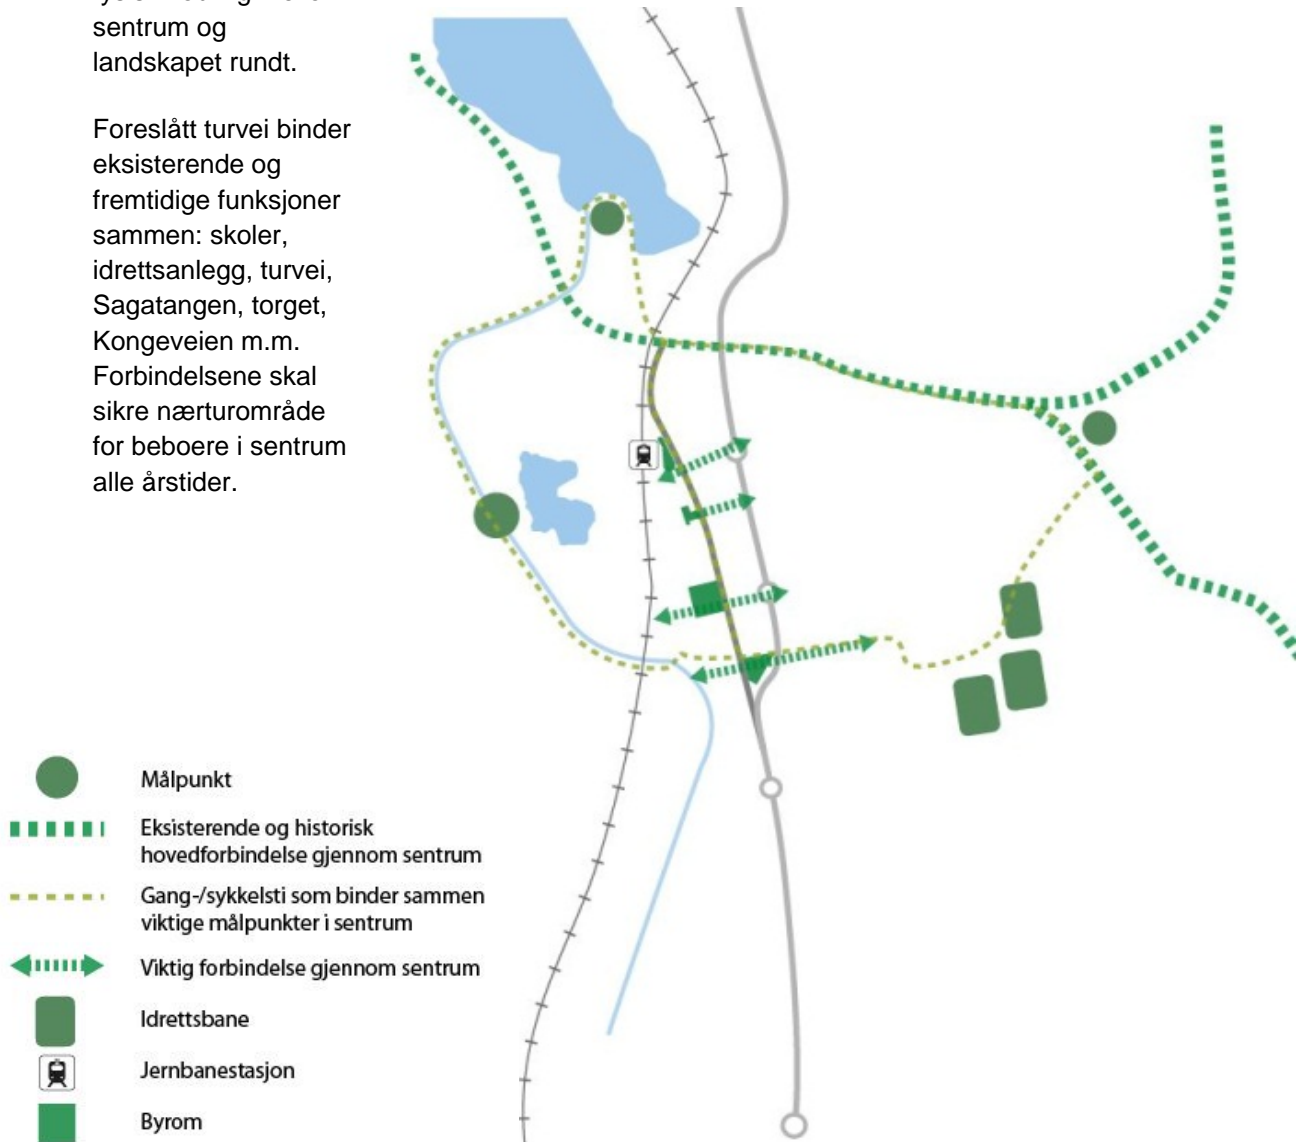 sentrum og
landskapet rundt.
Foreslått turvei binder
eksisterende og
fremtidige funksjoner
sammen: skoler,
idrettsanlegg, turvei,
Sagatangen, torget,
Kongeveien m.m.
Forbindelsene skal
sikre nærturområde
for beboere i sentrum
alle årstider.
Målpunkt
Eksisterende og historisk
hovedforbindelse gjennom sentrum
Gang-/sykkelsti som binder sammen
viktige målpunkter i sentrum
Viktig forbindelse gjennom sentrum
Idrettsbane
Jernbanestasjon
Byrom